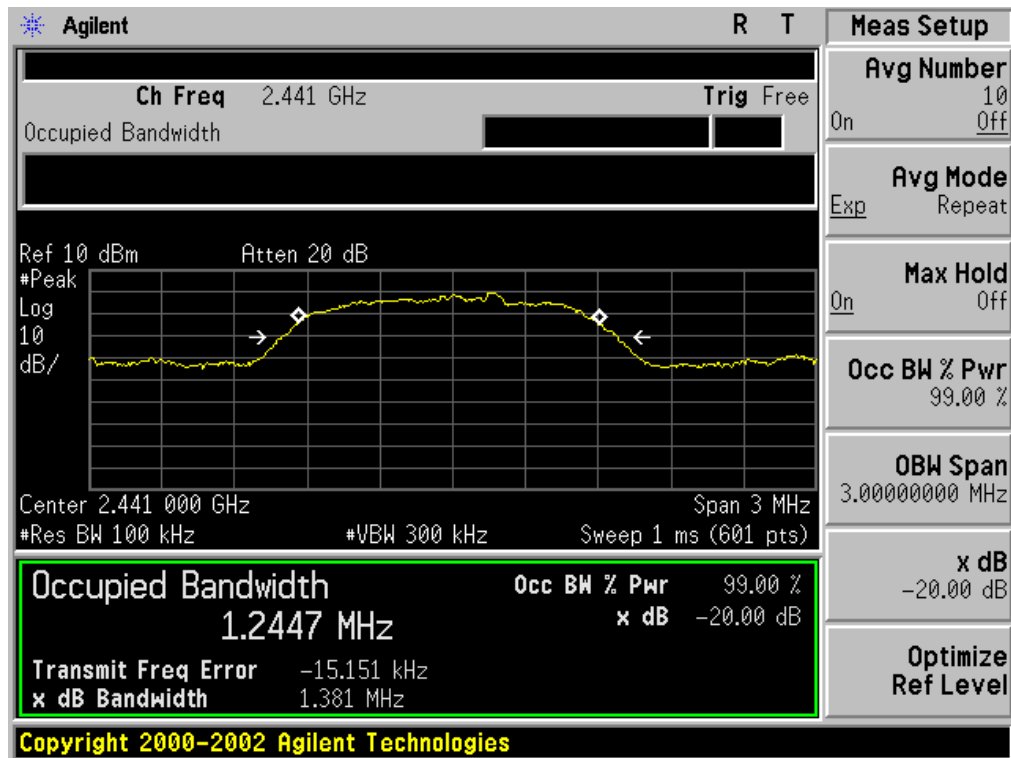 Agilent R T
Meas Setup
Ch Freq 2.441 GHz Trig Free
Occupied Bandwidth
Ref 10 dBm Atten 20 dB
#Peak
Log
10
dB/
Center 2.441 000 GHz Span 3 MHz
#Res BW 100 kHz #VBW 300 kHz Sweep 1 ms (601 pts)
Occupied Bandwidth
1.2447 MHz
Occ BW % Pwr 99.00 %
x dB -20.00 dB
Transmit Freq Error -15.151 kHz
x dB Bandwidth 1.381 MHz
Avg Number
10
On Off
Avg Mode
Exp Repeat
Max Hold
On Off
Occ BW % Pwr
99.00 %
OBW Span
3.00000000 MHz
x dB
-20.00 dB
Optimize
Ref Level
Copyright 2000-2002 Agilent Technologies